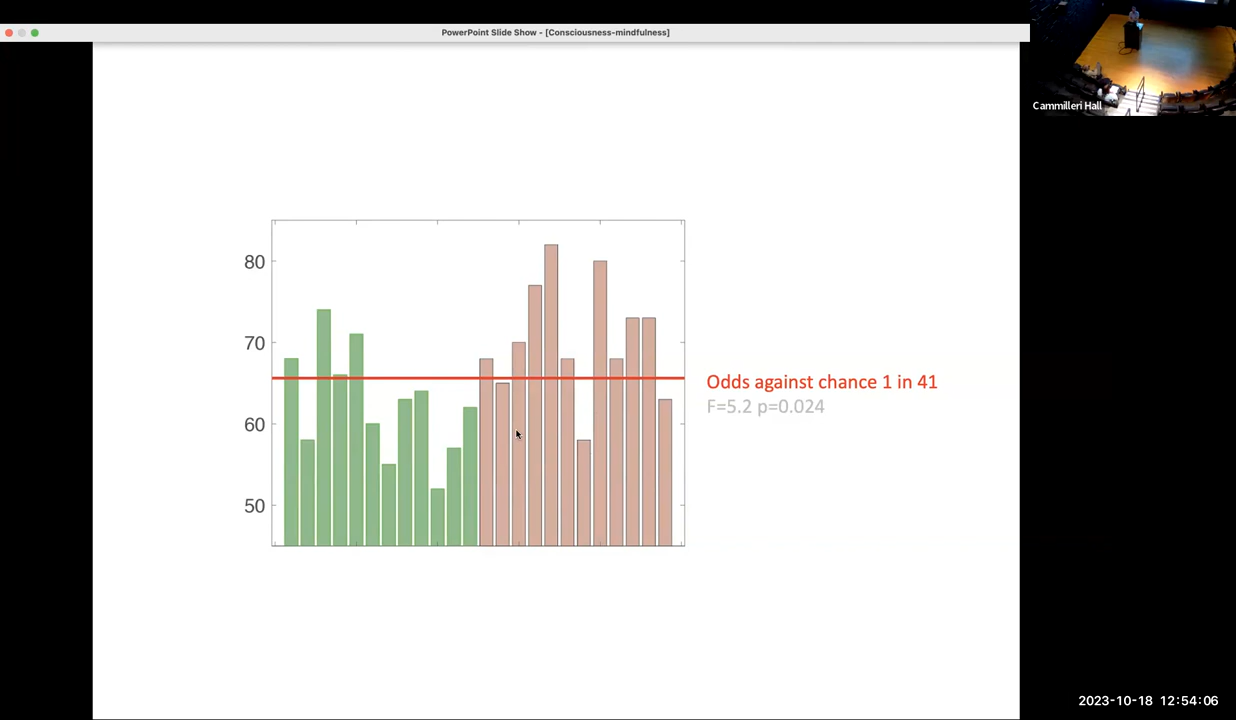 PowerPoint Slide Show - [Consciousness-mindfulness]
Cammilleri Hall
80
70
60
50
Odds against chance 1 in 41
F=5.2 p=0.024
2023-10-18 12:54:06